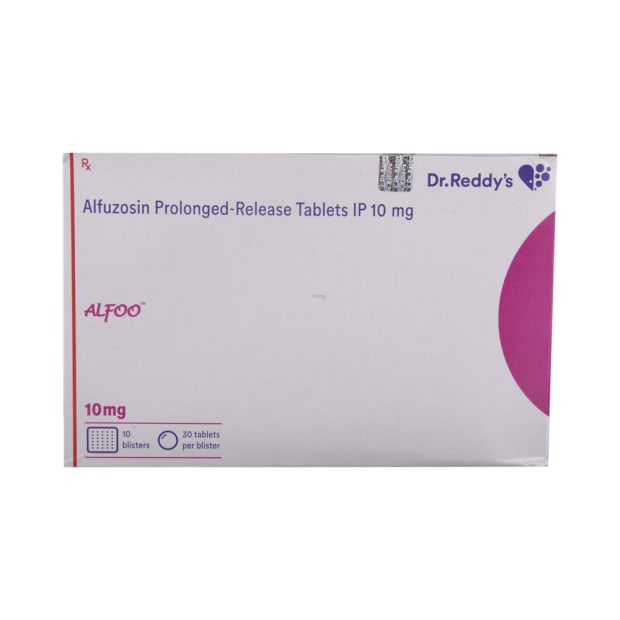 Rx
Dr.Reddy's
Alfuzosin Prolonged-Release Tablets IP 10 mg
ALFOO™
10mg
10 blisters
30 tablets per blister